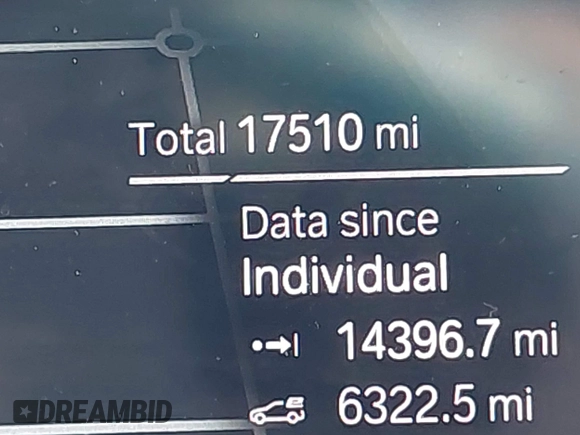 Total 17510 mi
Data since
Individual
14396.7 mi
6322.5 mi
DREAMBID